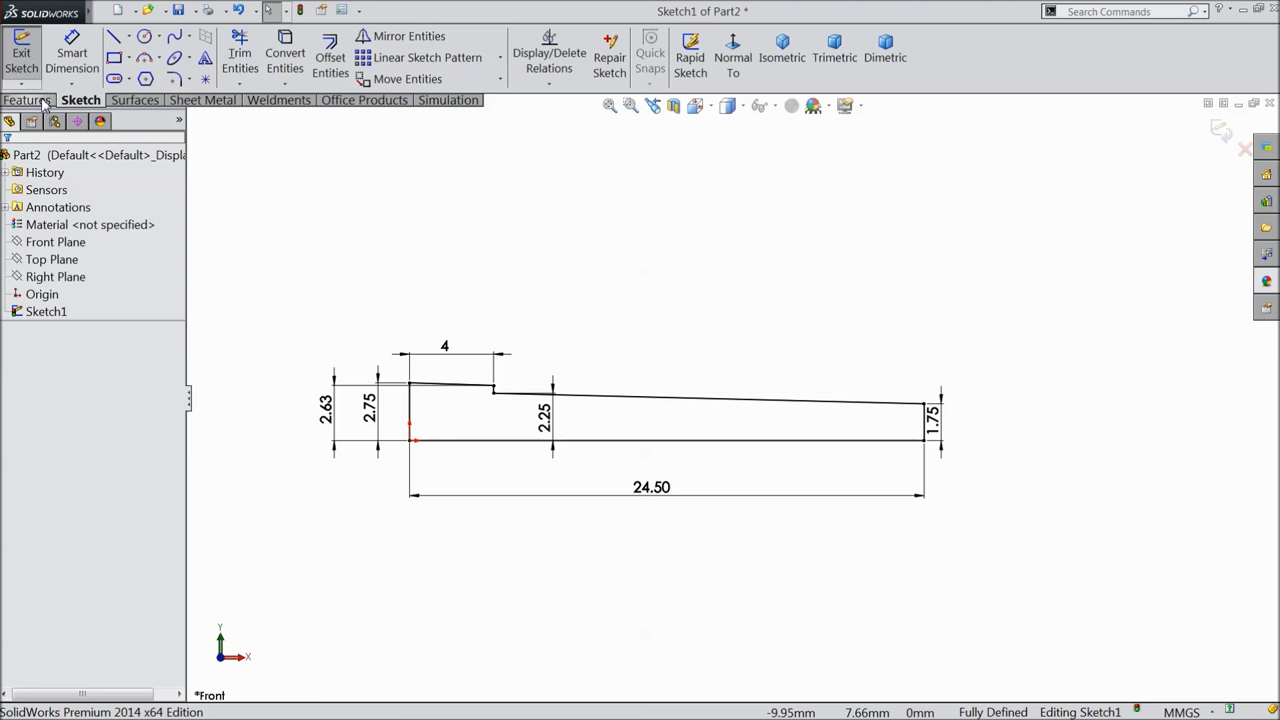 SOLIDWORKS
Sketch1 of Part2 *
Search Commands
Exit Sketch
Smart Dimension
Trim Entities
Convert Entities
Offset Entities
Mirror Entities
Linear Sketch Pattern
Move Entities
Display/Delete Relations
Repair Sketch
Quick Snaps
Rapid Sketch
Normal To
Isometric
Trimetric
Dimetric
Features Sketch Surfaces Sheet Metal Weldments Office Products Simulation
Part2 (Default<<Default>_Displa
History
Sensors
Annotations
Material <not specified>
Front Plane
Top Plane
Right Plane
Origin
Sketch1
4
2.63
2.75
2.25
1.75
24.50
Y
X
*Front
SolidWorks Premium 2014 x64 Edition
-9.95mm 7.66mm 0mm Fully Defined Editing Sketch1 MMGS